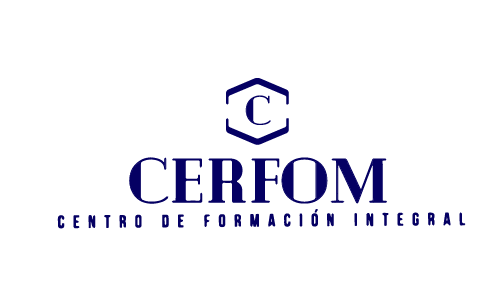 C
CERFOM
CENTRO DE FORMACIÓN INTEGRAL